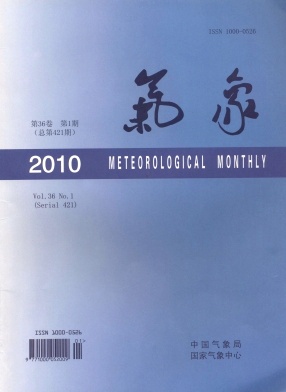 ISSN 1000-0526
第36卷 第1期
(总第421期)
氣象
2010
METEOROLOGICAL MONTHLY
Vol.36 No.1
(Serial 421)
ISSN 1000-0526
01>
9771000052009
中国气象局
国家气象中心